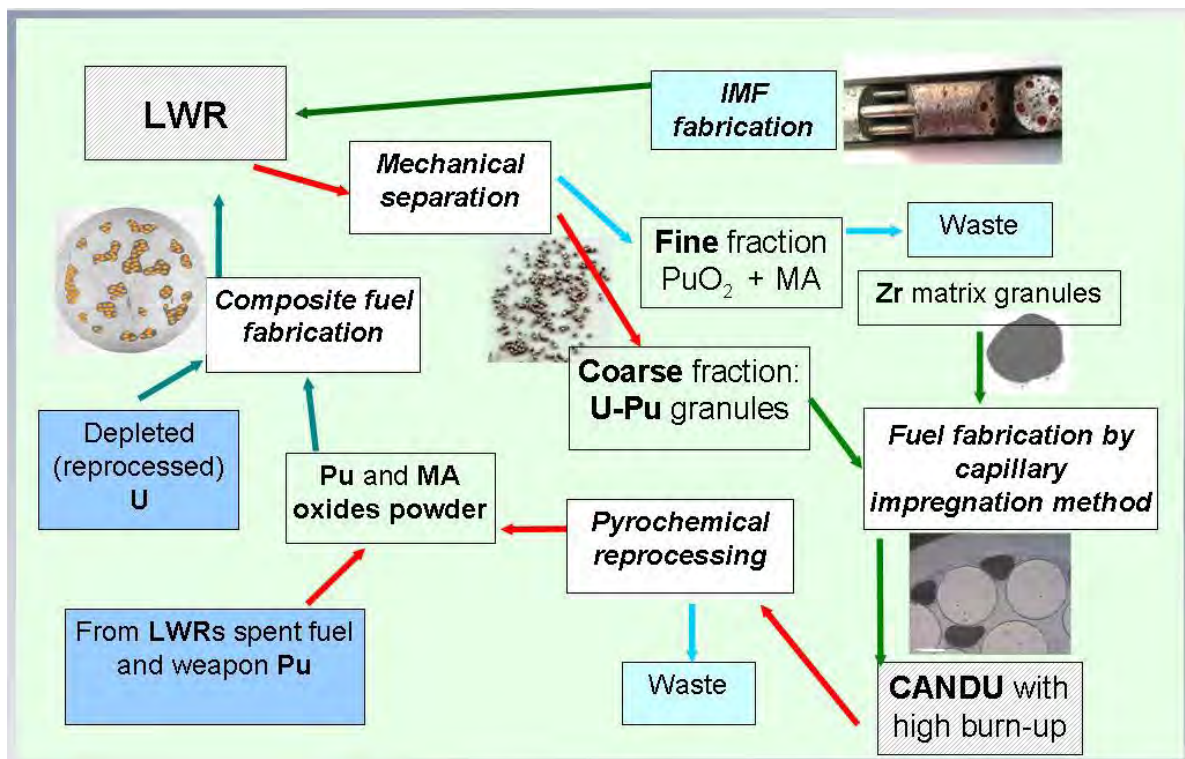 LWR
IMF
fabrication
Mechanical
separation
Fine fraction
PuO₂ + MA
Waste
Zr matrix granules
Composite fuel
fabrication
Coarse fraction:
U-Pu granules
Depleted
(reprocessed)
U
Pu and MA
oxides powder
Fuel fabrication by
capillary
impregnation method
Pyrochemical
reprocessing
From LWRs spent fuel
and weapon Pu
Waste
CANDU with
high burn-up